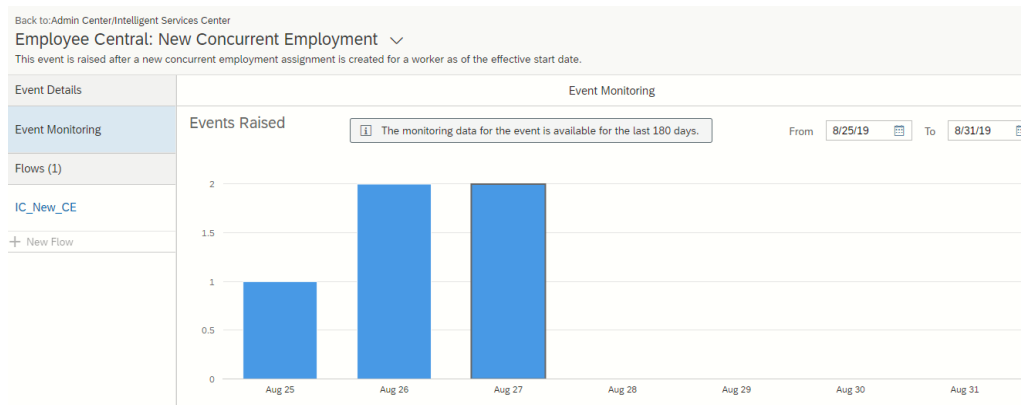 Back to:Admin Center/Intelligent Services Center
Employee Central: New Concurrent Employment
This event is raised after a new concurrent employment assignment is created for a worker as of the effective start date.
Event Details
Event Monitoring
Event Monitoring
Events Raised
i The monitoring data for the event is available for the last 180 days.
From 8/25/19 To 8/31/19
Flows (1)
IC_New_CE
+ New Flow
2
1.5
1
0.5
0
Aug 25 Aug 26 Aug 27 Aug 28 Aug 29 Aug 30 Aug 31